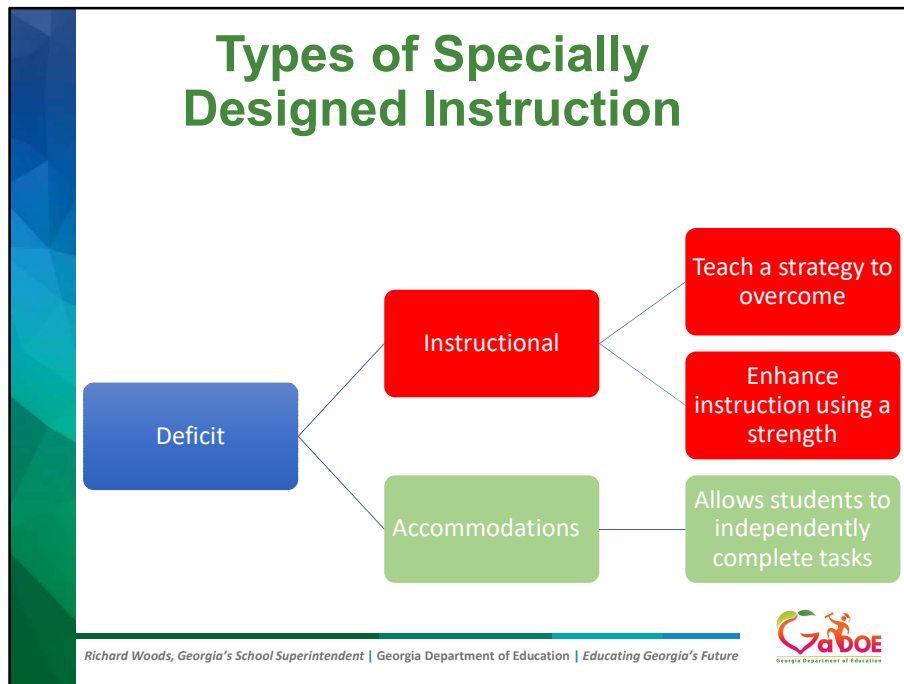 Types of Specially
Designed Instruction
Deficit
Instructional
Accommodations
Teach a strategy to
overcome
Enhance
instruction using a
strength
Allows students to
independently
complete tasks
Richard Woods, Georgia's School Superintendent | Georgia Department of Education | Educating Georgia's Future
GaDOE
Georgia Department of Education